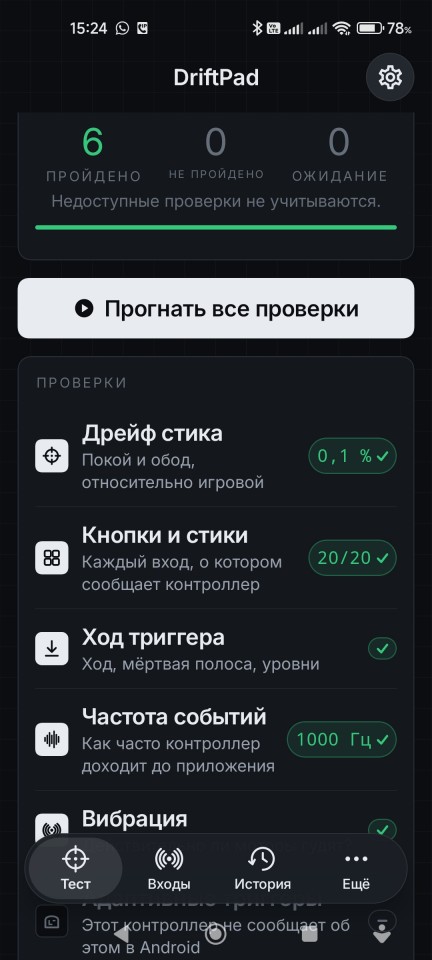 15:24
78%
DriftPad
6
0
0
ПРОЙДЕНО
НЕ ПРОЙДЕНО
ОЖИДАНИЕ
Недоступные проверки не учитываются.
Прогнать все проверки
ПРОВЕРКИ
Дрейф стика
Покой и обод,
относительно игровой
0,1 %
Кнопки и стики
Каждый вход, о котором
сообщает контроллер
20/20
Ход триггера
Ход, мёртвая полоса, уровни
Частота событий
Как часто контроллер
доходит до приложения
1000 Гц
Вибрация
Тест
Входы
История
Ещё
Адаптивные триггеры
Этот контроллер не сообщает об
этом в Android